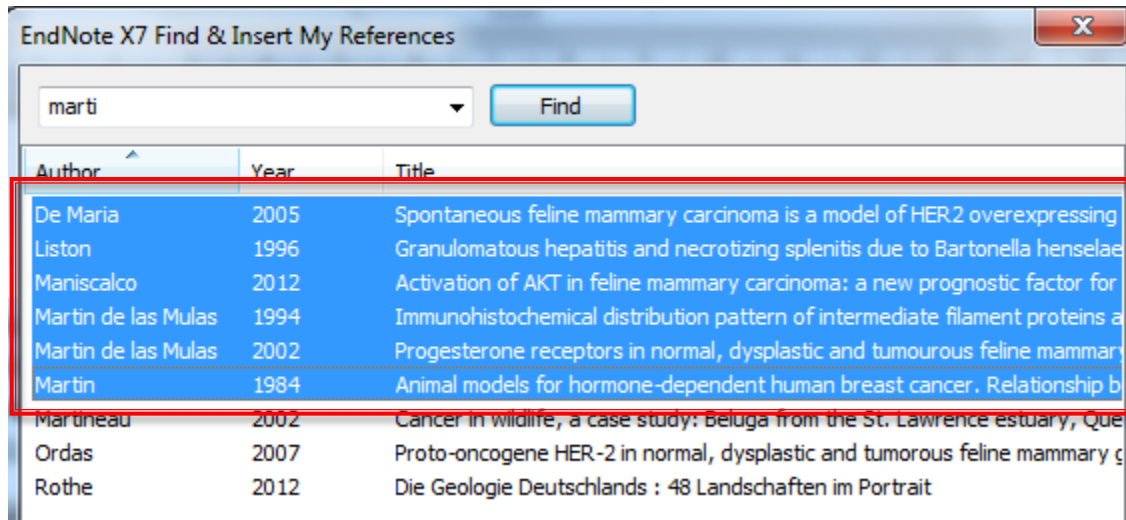 EndNote X7 Find & Insert My References
marti Find
Author Year Title
De Maria 2005 Spontaneous feline mammary carcinoma is a model of HER2 overexpressing
Liston 1996 Granulomatous hepatitis and necrotizing splenitis due to Bartonella henselae
Maniscalco 2012 Activation of AKT in feline mammary carcinoma: a new prognostic factor for
Martin de las Mulas 1994 Immunohistochemical distribution pattern of intermediate filament proteins a
Martin de las Mulas 2002 Progesterone receptors in normal, dysplastic and tumourous feline mammary
Martin 1984 Animal models for hormone-dependent human breast cancer. Relationship b
Martineau 2002 Cancer in wildlife, a case study: Beluga from the St. Lawrence estuary, Que
Ordas 2007 Proto-oncogene HER-2 in normal, dysplastic and tumorous feline mammary g
Rothe 2012 Die Geologie Deutschlands : 48 Landschaften im Portrait